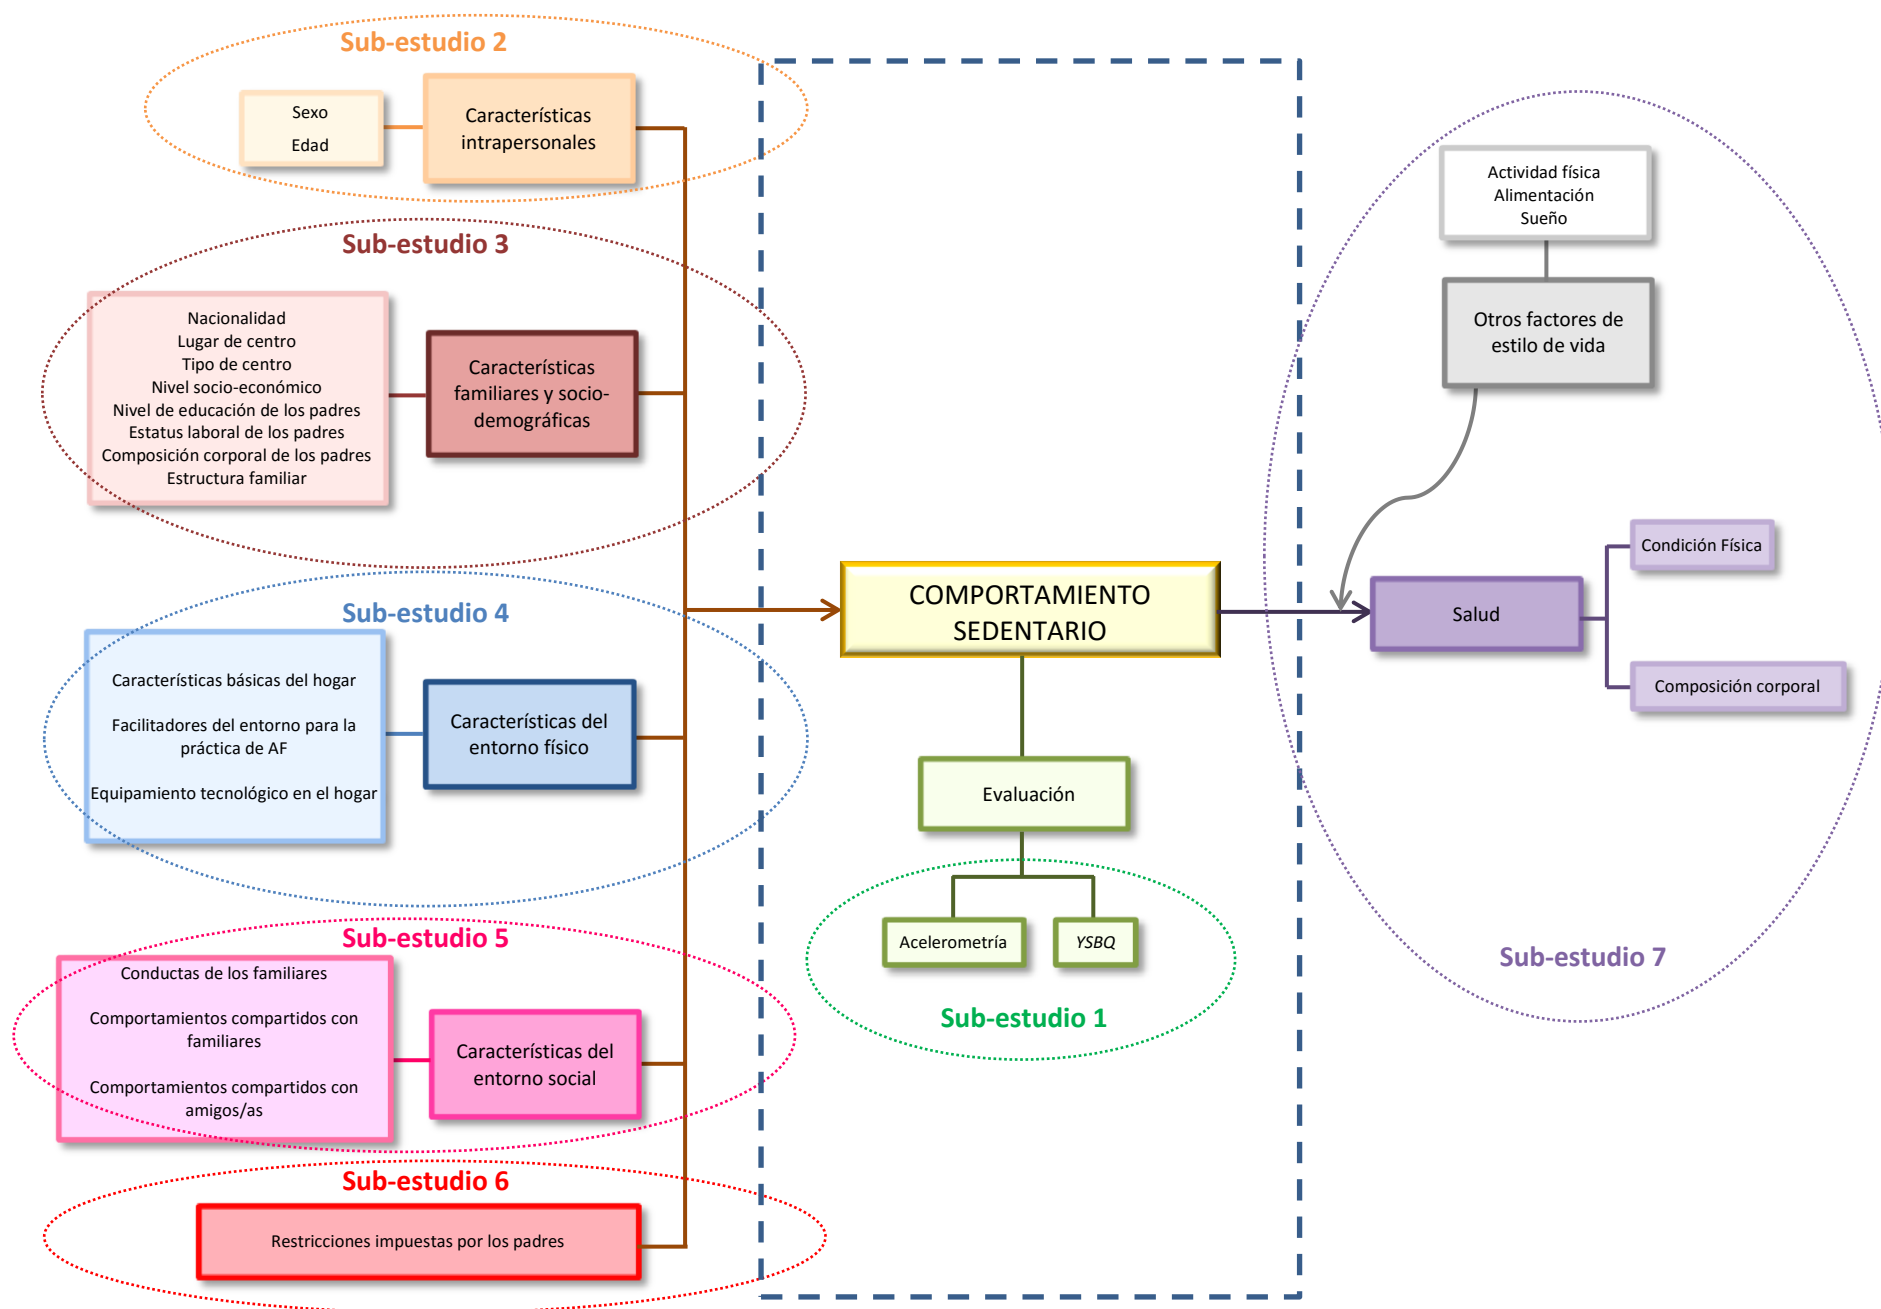 Sub-estudio 2
Sexo
Edad
Características
intrapersonales
Sub-estudio 3
Nacionalidad
Lugar de centro
Tipo de centro
Nivel socio-económico
Nivel de educación de los padres
Estatus laboral de los padres
Composición corporal de los padres
Estructura familiar
Características
familiares y socio-
demográficas
Sub-estudio 4
Características básicas del hogar
Facilitadores del entorno para la
práctica de AF
Equipamiento tecnológico en el hogar
Características del
entorno físico
Sub-estudio 5
Conductas de los familiares
Comportamientos compartidos con
familiares
Comportamientos compartidos con
amigos/as
Características del
entorno social
Sub-estudio 6
Restricciones impuestas por los padres
COMPORTAMIENTO
SEDENTARIO
Evaluación
Acelerometría
YSBQ
Sub-estudio 1
Actividad física
Alimentación
Sueño
Otros factores de
estilo de vida
Salud
Condición Física
Composición corporal
Sub-estudio 7